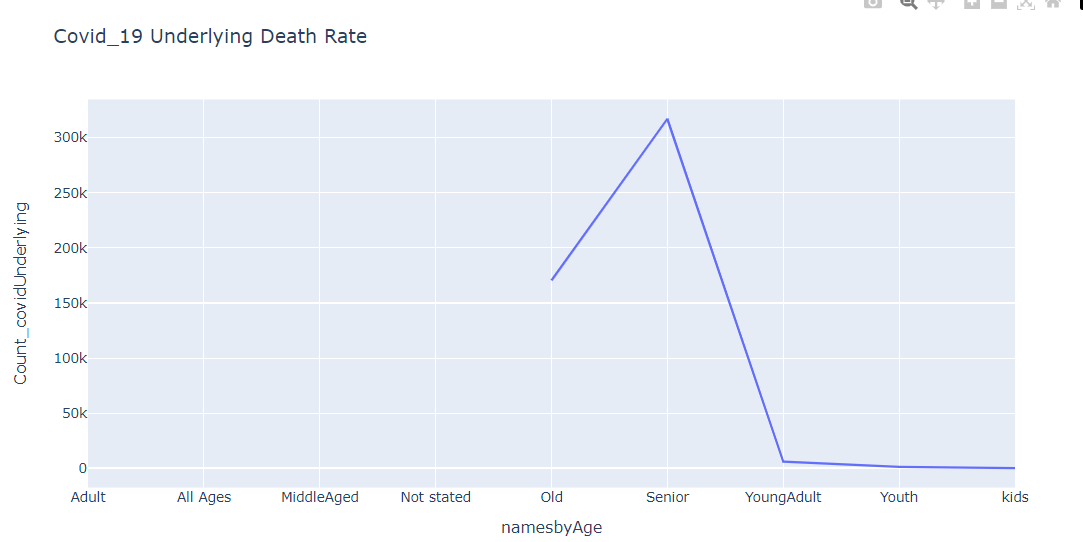 Covid_19 Underlying Death Rate
Count_covidUnderlying
300k
250k
200k
150k
100k
50k
0
Adult All Ages MiddleAged Not stated Old Senior YoungAdult Youth kids
namesbyAge